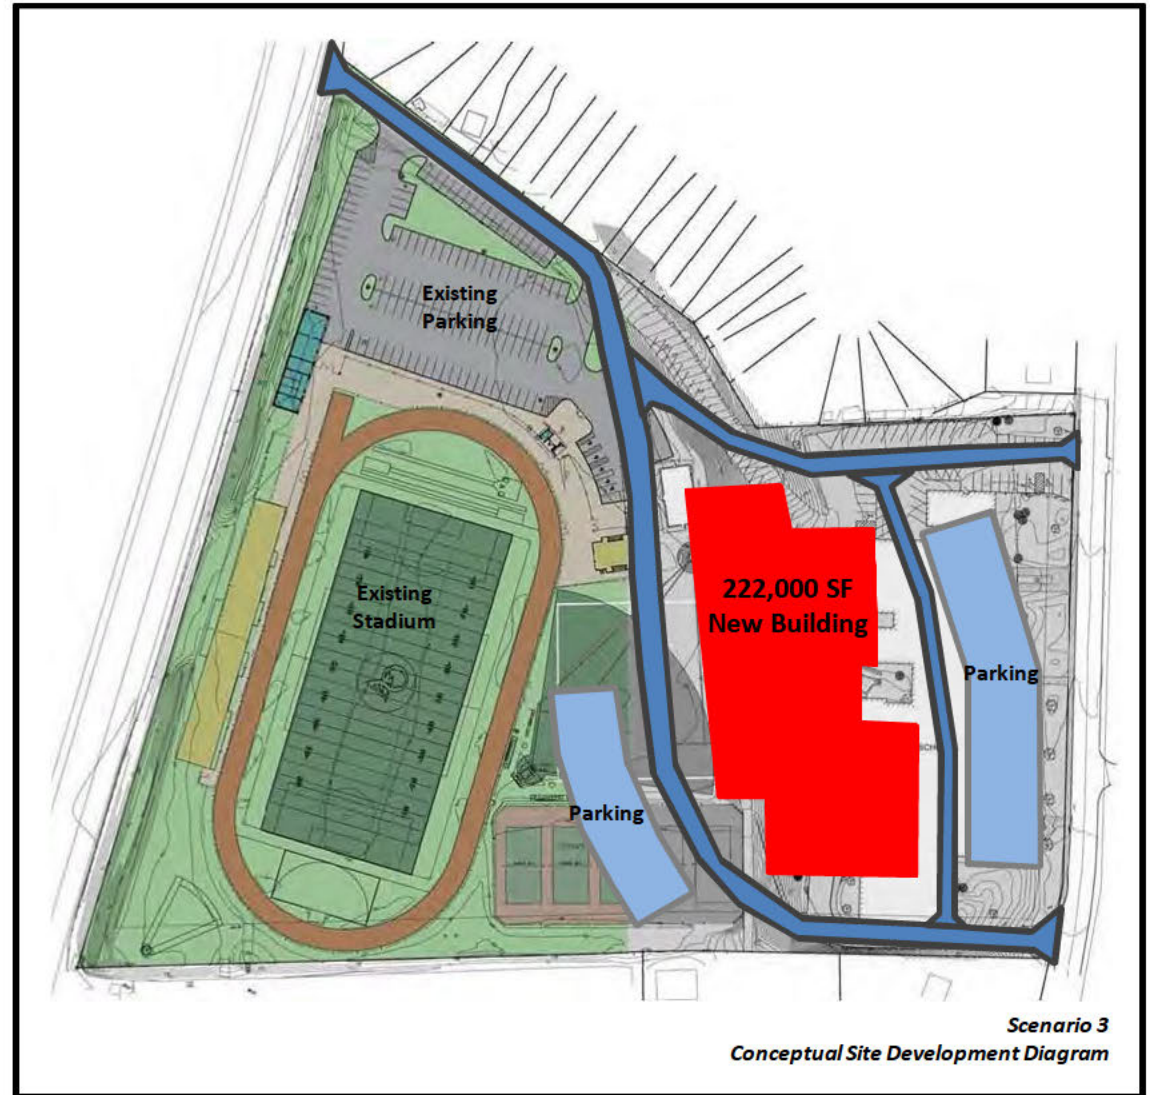 Existing
Parking
222,000 SF
New Building
Existing
Stadium
Parking
Parking
Scenario 3
Conceptual Site Development Diagram